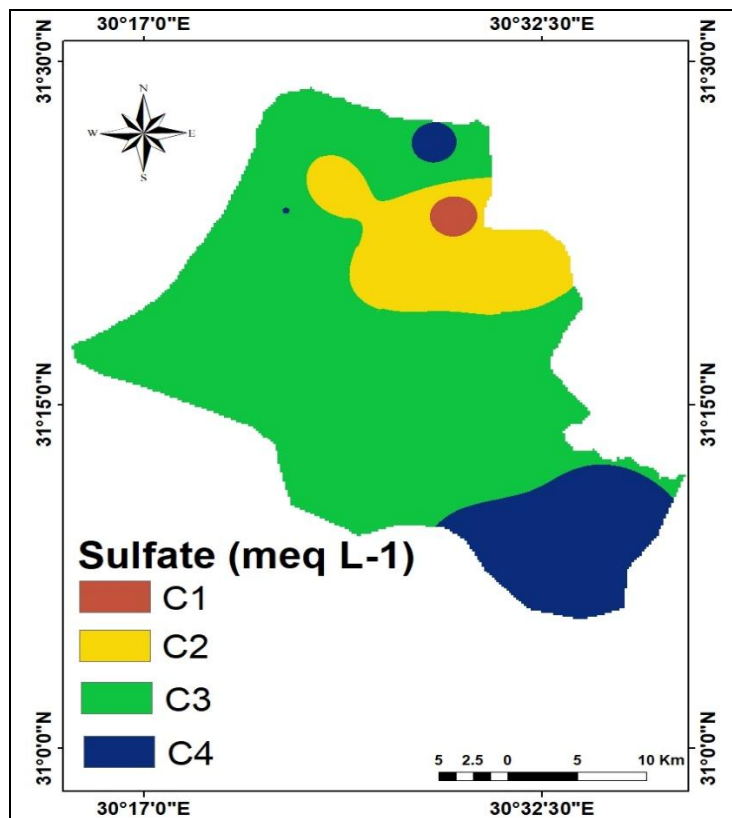 30°17'0"E 30°32'30"E
31°30'0"N 31°30'0"N
N
W E
S
31°15'0"N 31°15'0"N
Sulfate (meq L-1)
C1
C2
C3
C4
31°0'0"N 31°0'0"N
5 2.5 0 5 10 Km
30°17'0"E 30°32'30"E